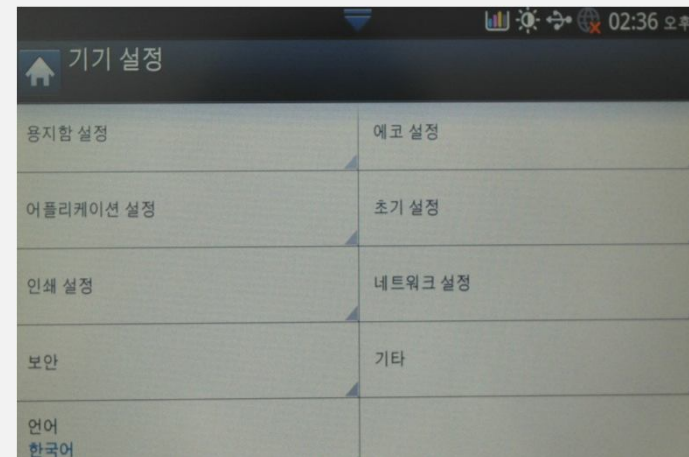 02:36 오후
기기 설정
용지함 설정
에코 설정
어플리케이션 설정
초기 설정
인쇄 설정
네트워크 설정
보안
기타
언어
한국어